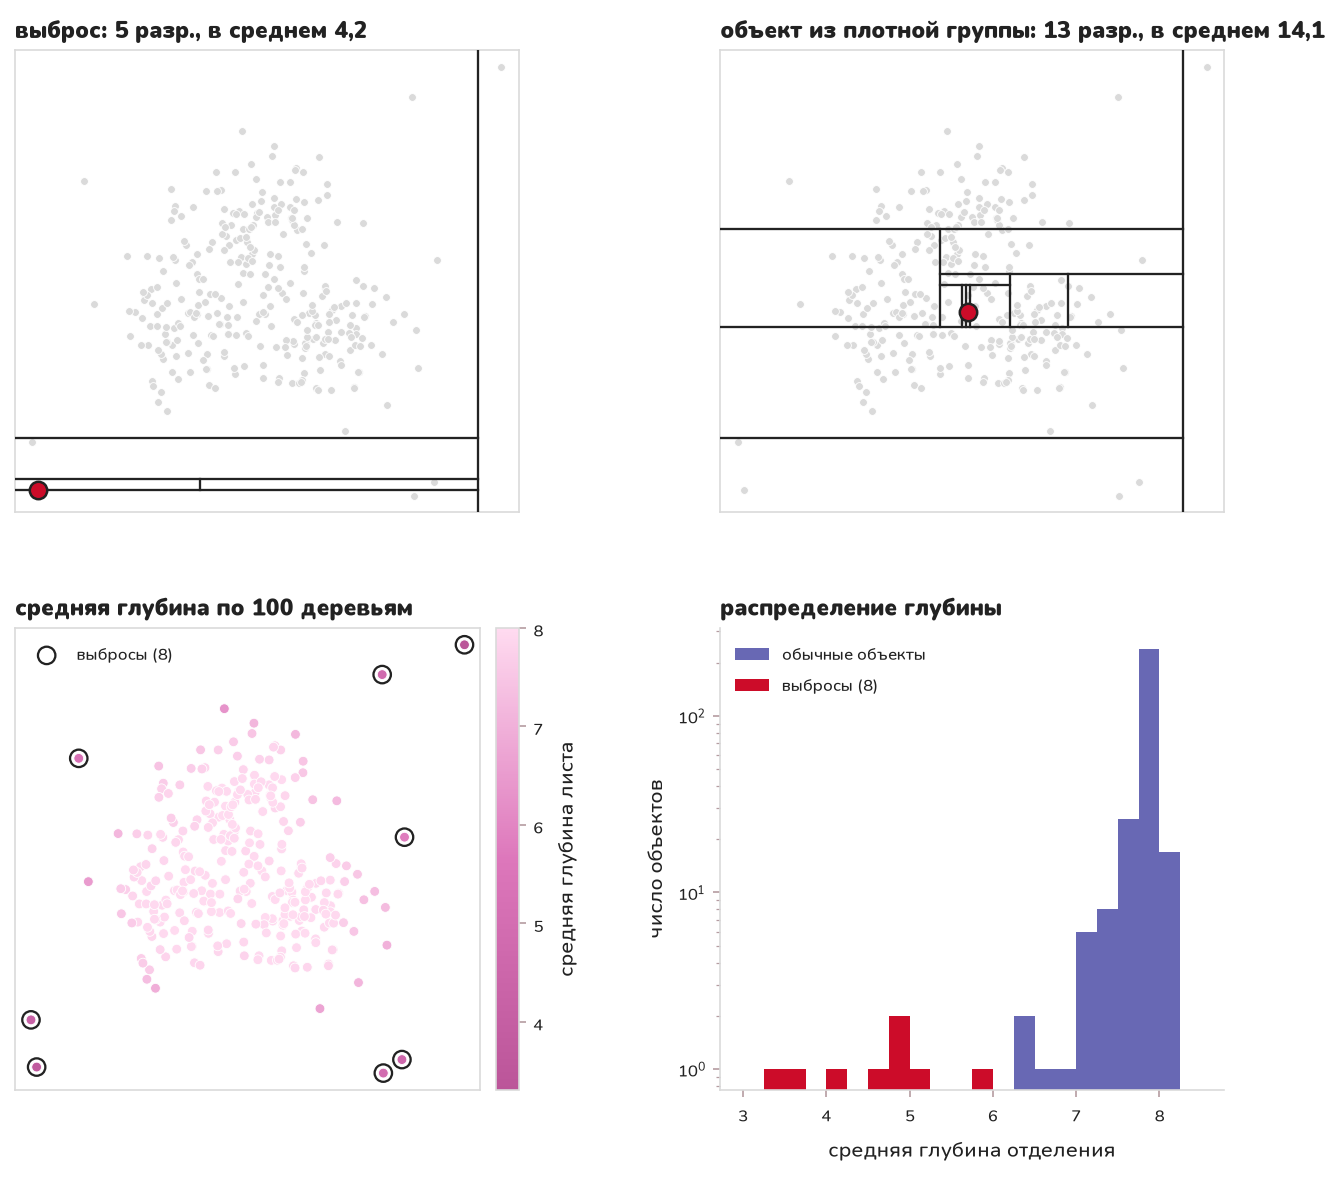 выброс: 5 разр., в среднем 4,2
объект из плотной группы: 13 разр., в среднем 14,1
средняя глубина по 100 деревьям
выбросы (8)
8
7
6
5
4
средняя глубина листа
распределение глубины
обычные объекты
выбросы (8)
10²
10¹
10⁰
число объектов
3 4 5 6 7 8
средняя глубина отделения